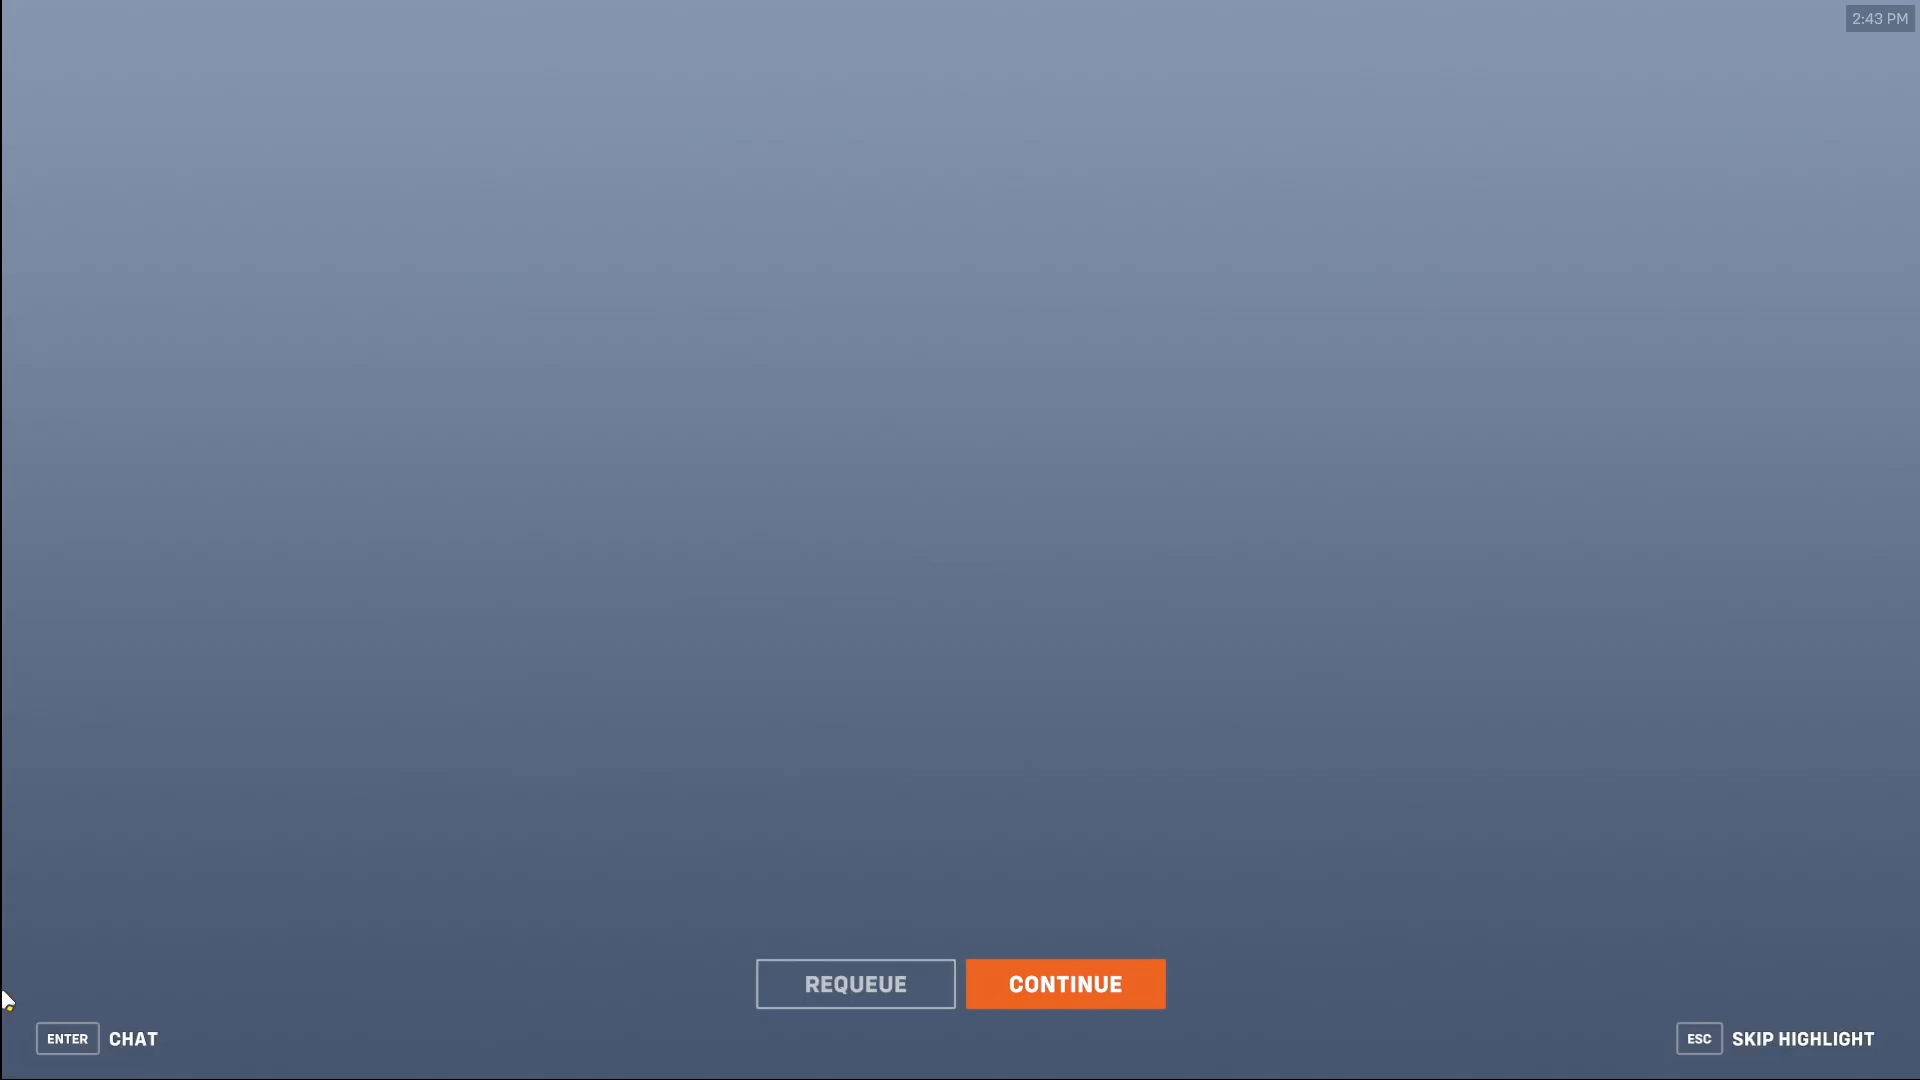 2:43 PM
REQUEUE
CONTINUE
ENTER CHAT
ESC SKIP HIGHLIGHT